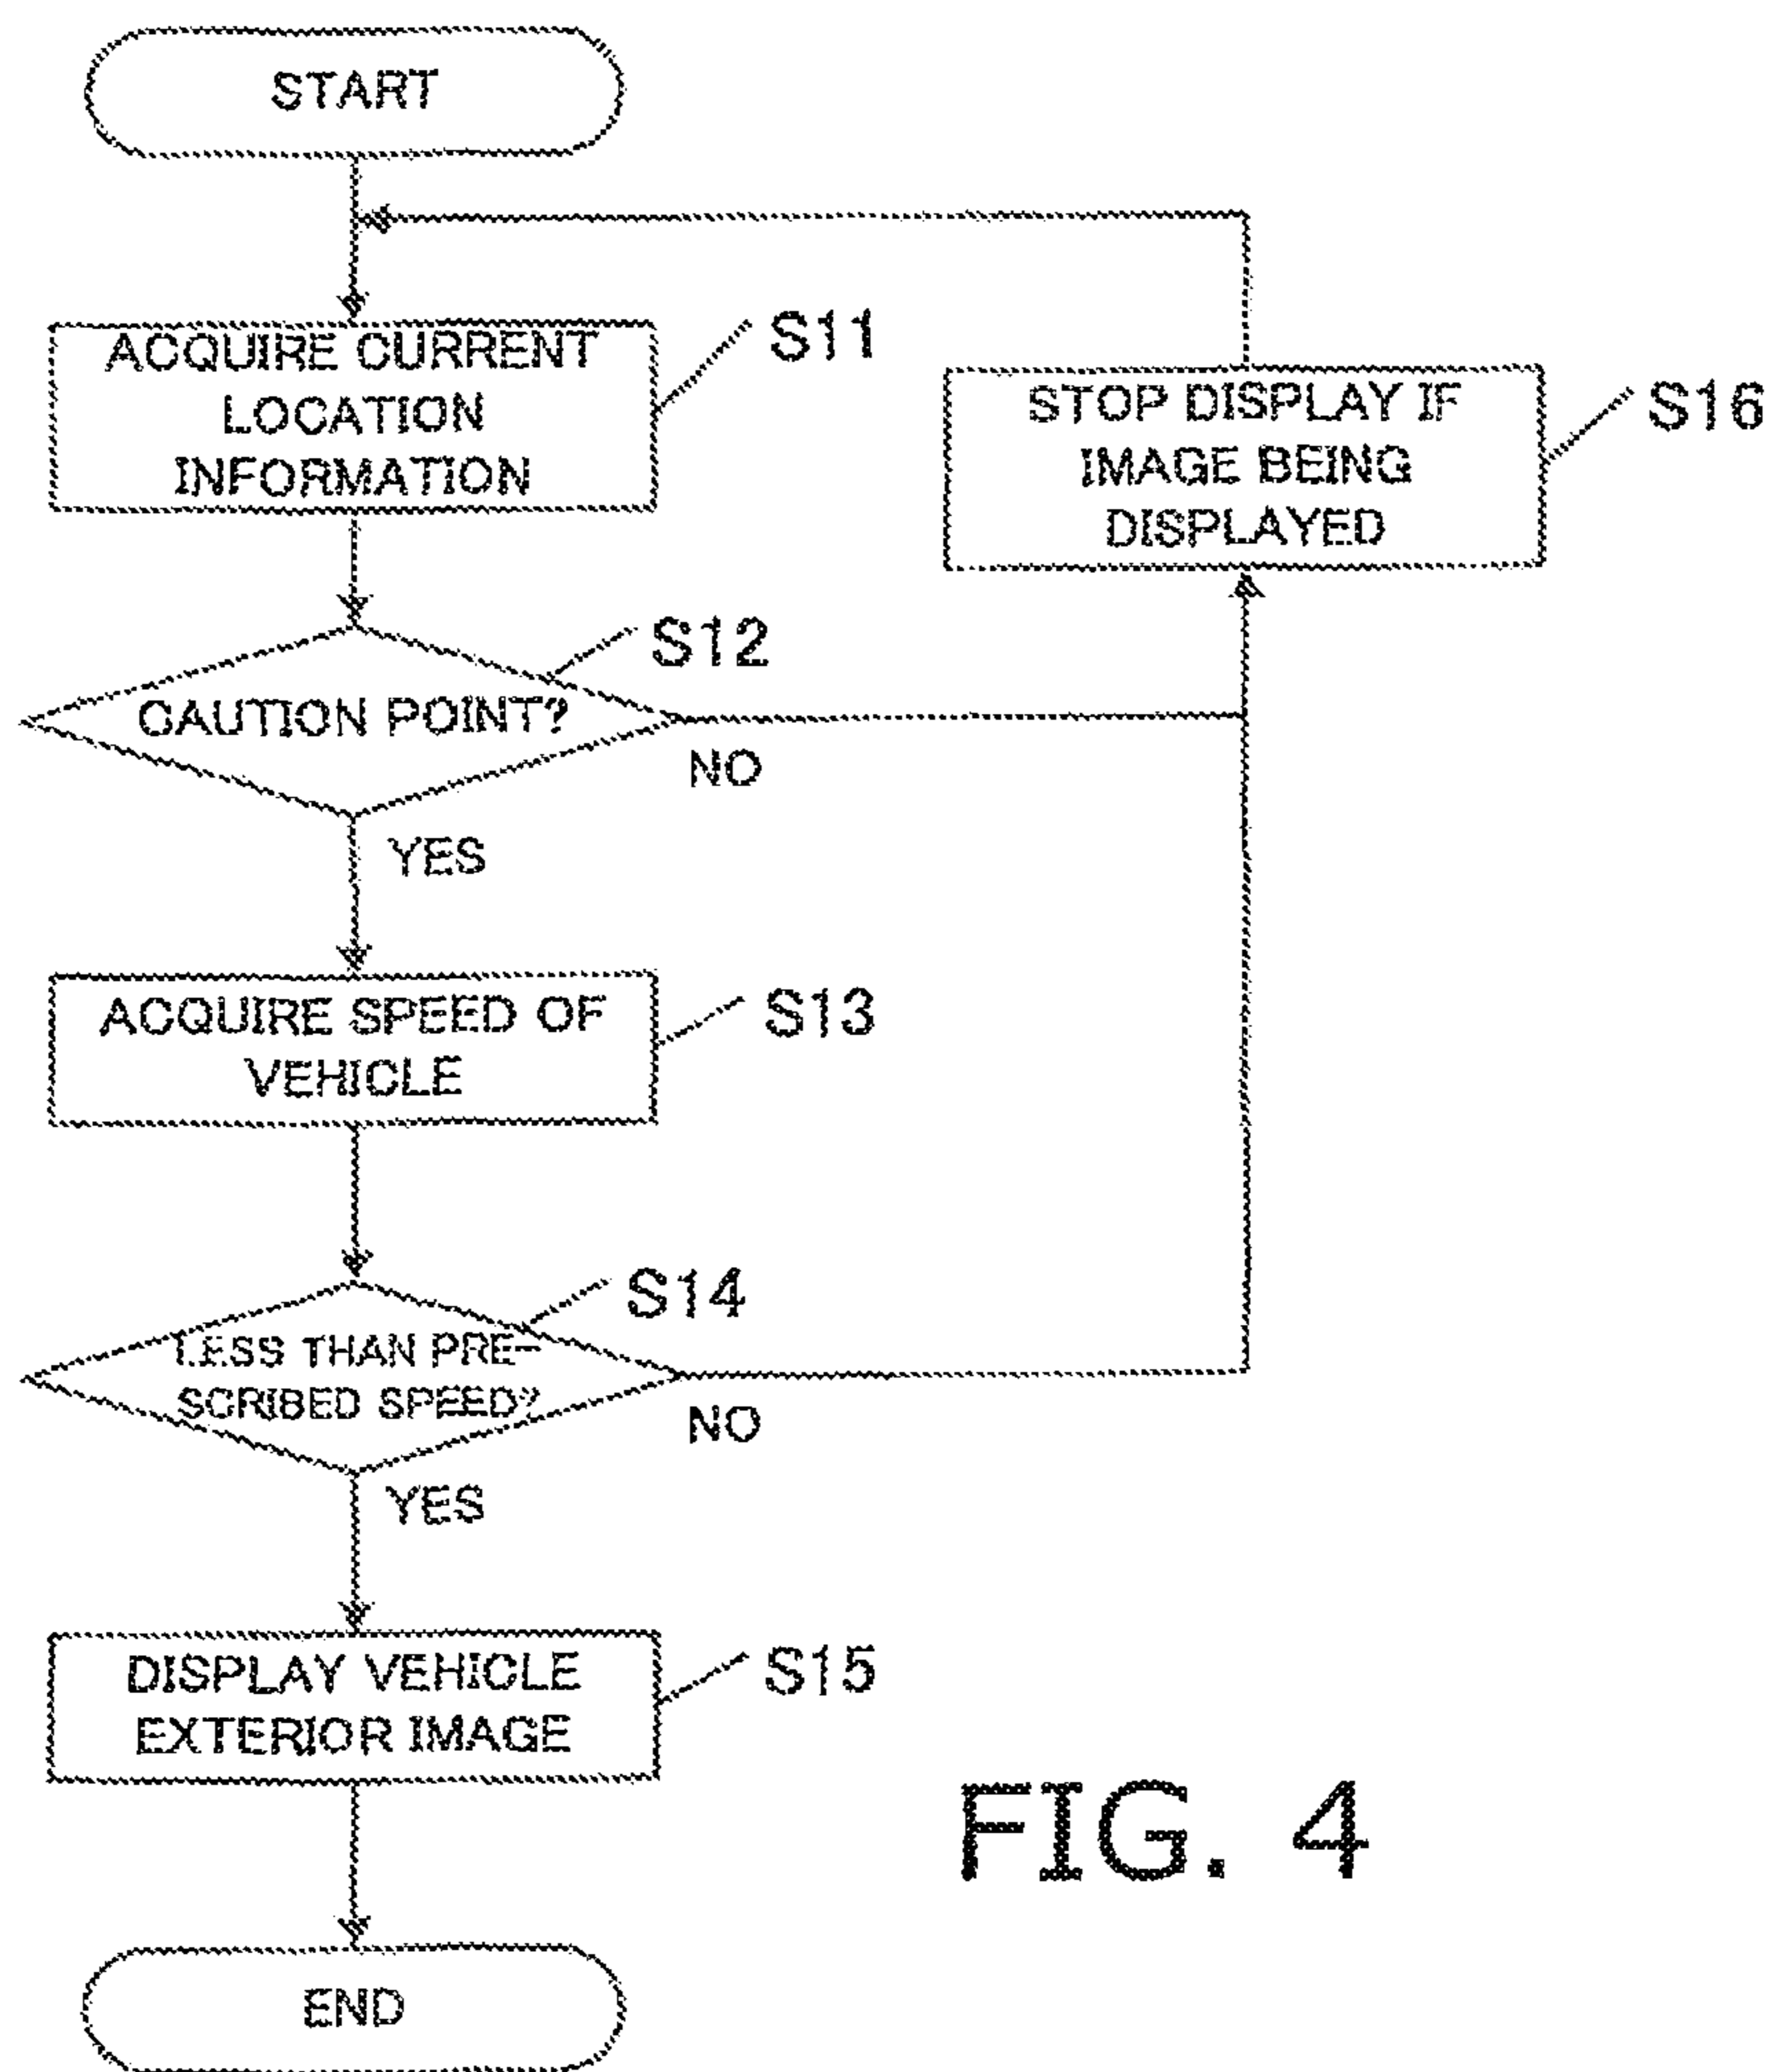 START
ACQUIRE CURRENT
LOCATION
INFORMATION
S11
STOP DISPLAY IF
IMAGE BEING
DISPLAYED
S16
S12
CAUTION POINT?
NO
YES
ACQUIRE SPEED OF
VEHICLE
S13
S14
LESS THAN PRE-
SCRIBED SPEED?
NO
YES
DISPLAY VEHICLE
EXTERIOR IMAGE
S15
END
FIG. 4